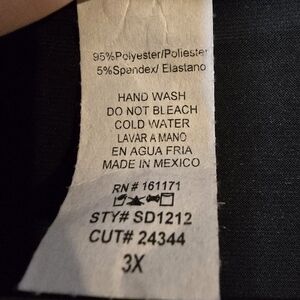 95%Polyester/Poliester
5%Spandex/ Elastano
HAND WASH
DO NOT BLEACH
COLD WATER
LAVAR A MANO
EN AGUA FRIA
MADE IN MEXICO
RN # 161171
STY# SD1212
CUT# 24344
3X